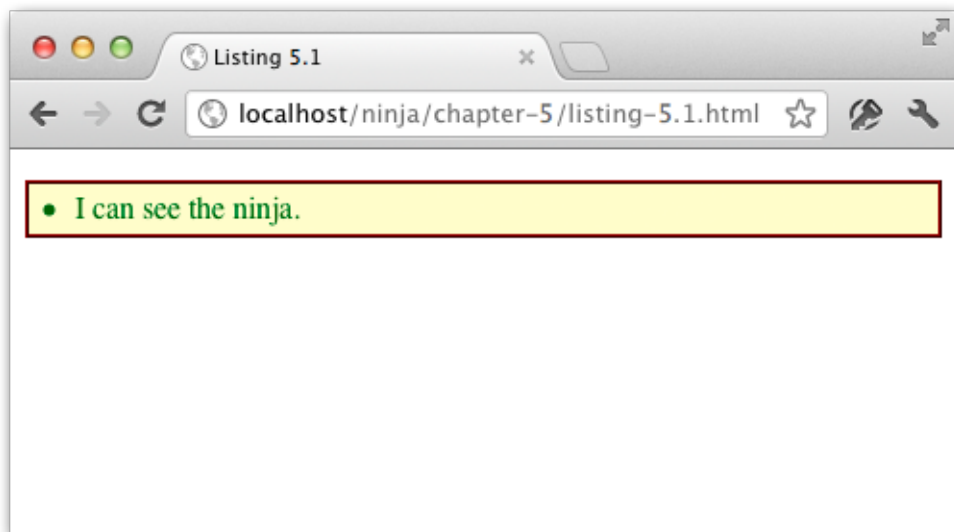 Listing 5.1
localhost/ninja/chapter-5/listing-5.1.html
I can see the ninja.